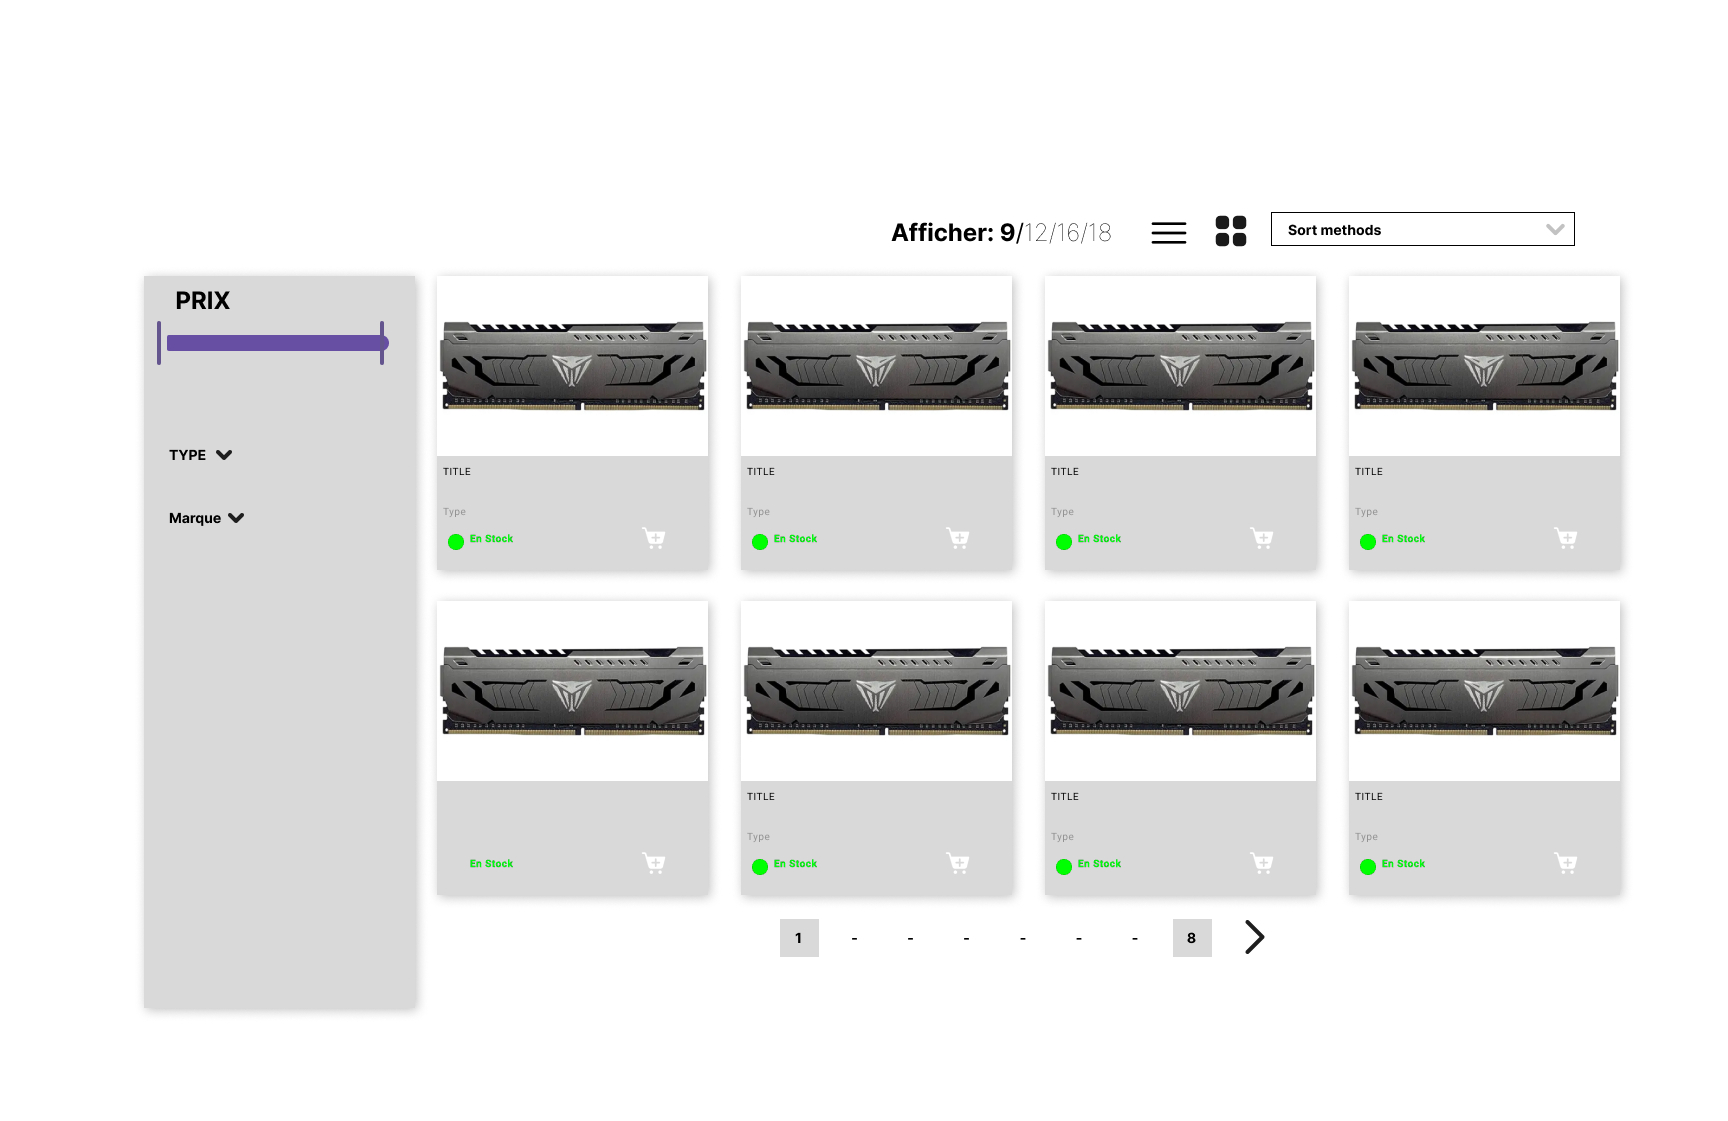 Afficher: 9/12/16/18
Sort methods
PRIX
TYPE
Marque
TITLE
Type
En Stock
TITLE
Type
En Stock
TITLE
Type
En Stock
TITLE
Type
En Stock
En Stock
TITLE
Type
En Stock
TITLE
Type
En Stock
TITLE
Type
En Stock
1 - - - - - - 8